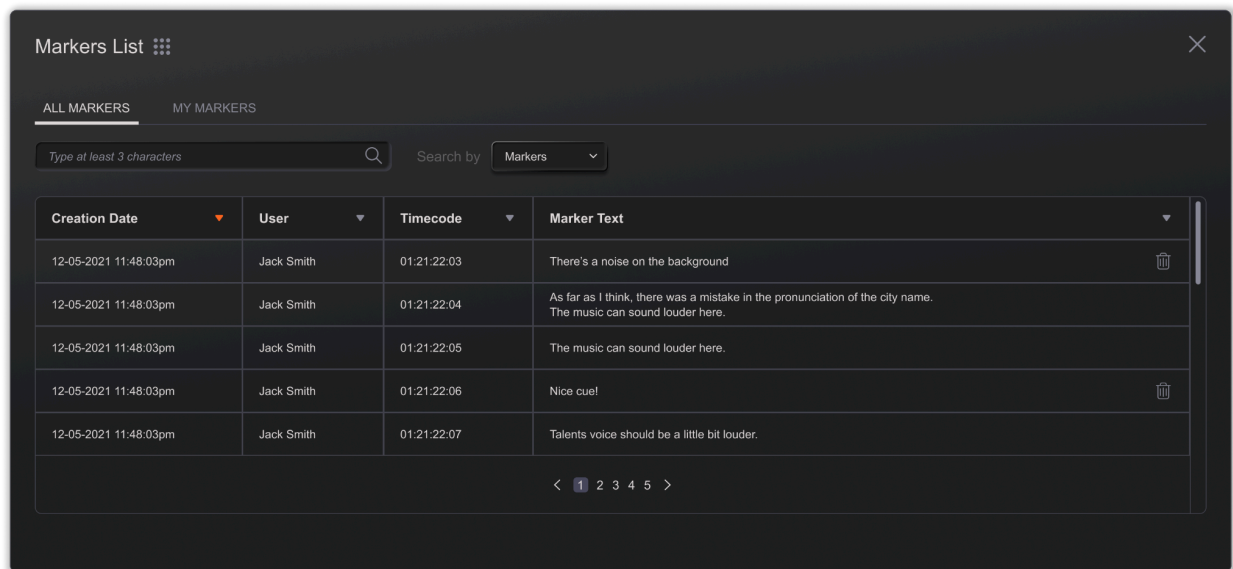 Markers List
ALL MARKERS MY MARKERS
Type at least 3 characters Search by Markers
Creation Date User Timecode Marker Text
12-05-2021 11:48:03pm Jack Smith 01:21:22:03 There's a noise on the background
12-05-2021 11:48:03pm Jack Smith 01:21:22:04 As far as I think, there was a mistake in the pronunciation of the city name.
The music can sound louder here.
12-05-2021 11:48:03pm Jack Smith 01:21:22:05 The music can sound louder here.
12-05-2021 11:48:03pm Jack Smith 01:21:22:06 Nice cue!
12-05-2021 11:48:03pm Jack Smith 01:21:22:07 Talents voice should be a little bit louder.
1 2 3 4 5